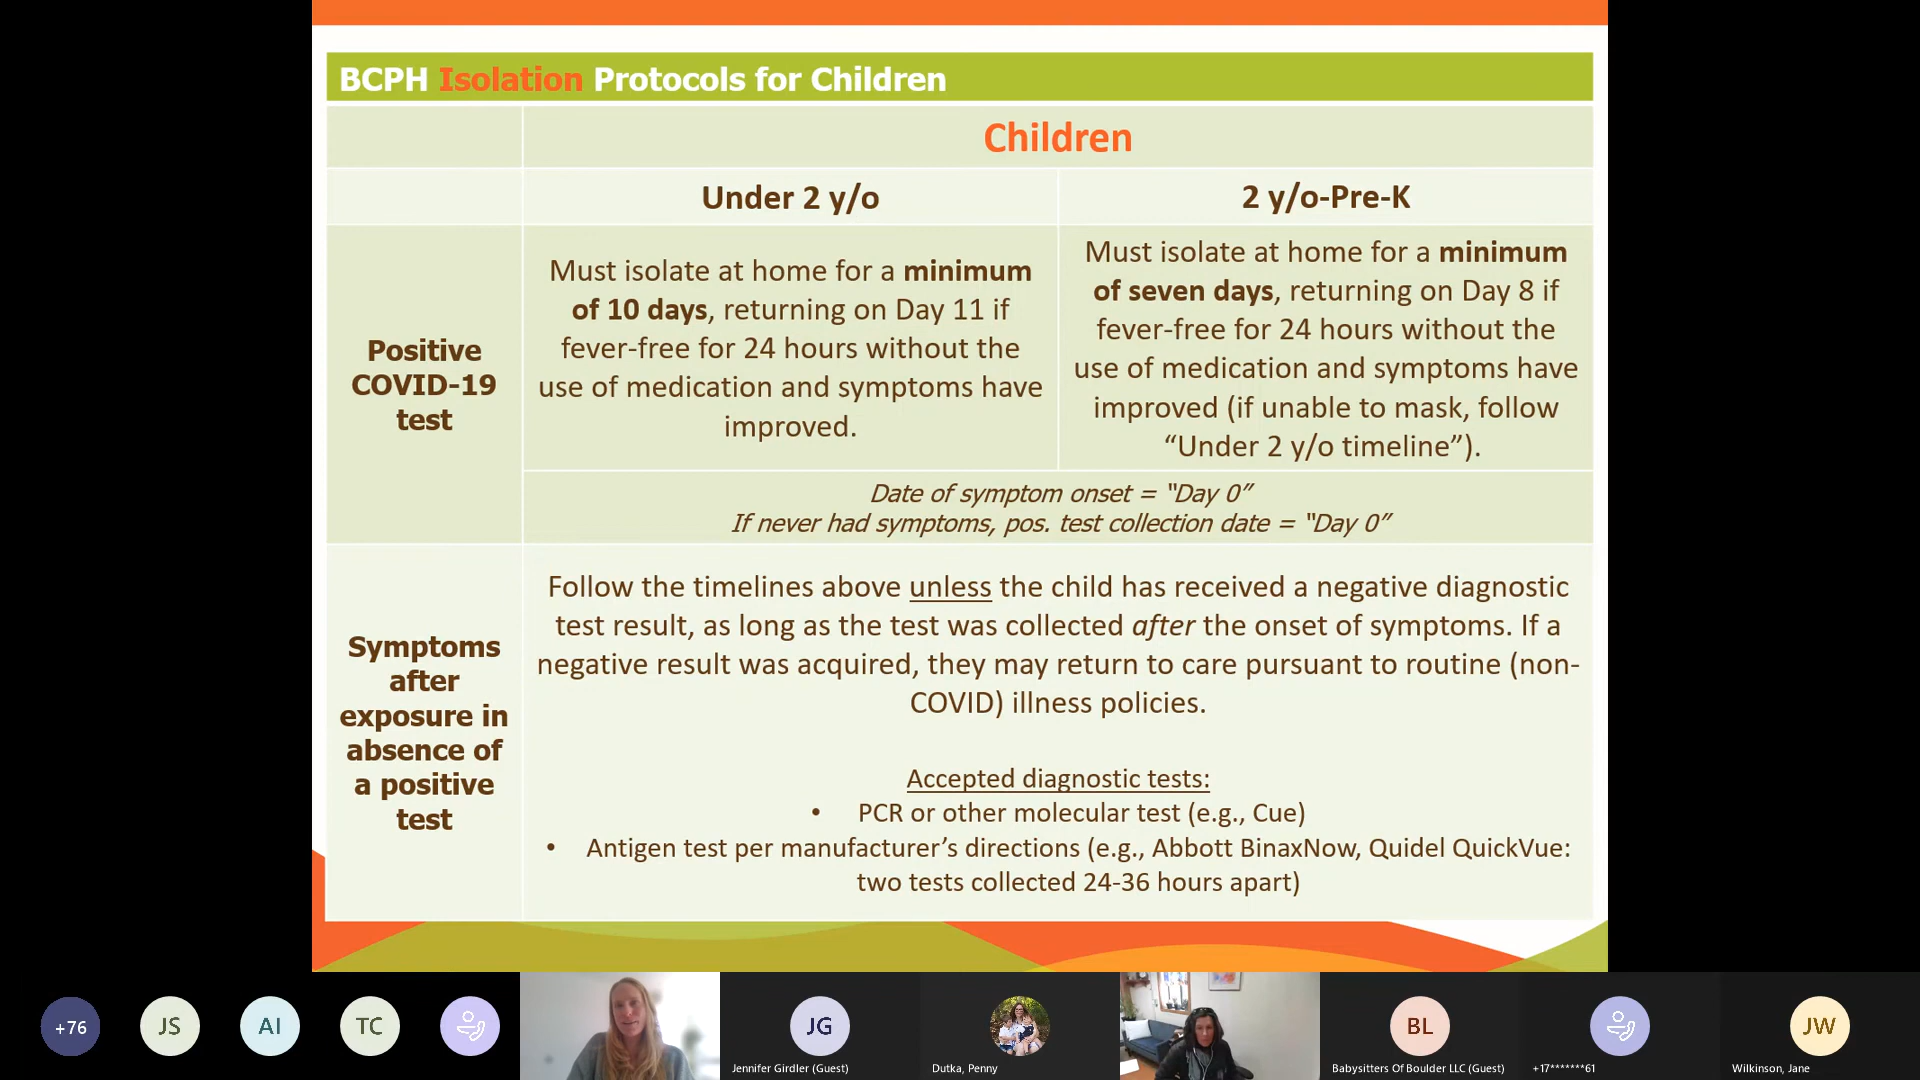 BCPH Isolation Protocols for Children
Children
Under 2 y/o
2 y/o-Pre-K
Positive
COVID-19
test
Must isolate at home for a minimum
of 10 days, returning on Day 11 if
fever-free for 24 hours without the
use of medication and symptoms have
improved.
Must isolate at home for a minimum
of seven days, returning on Day 8 if
fever-free for 24 hours without the
use of medication and symptoms have
improved (if unable to mask, follow
“Under 2 y/o timeline”).
Date of symptom onset = "Day 0”
If never had symptoms, pos. test collection date = "Day 0”
Symptoms
after
exposure in
absence of
a positive
test
Follow the timelines above unless the child has received a negative diagnostic
test result, as long as the test was collected after the onset of symptoms. If a
negative result was acquired, they may return to care pursuant to routine (non-
COVID) illness policies.
Accepted diagnostic tests:
• PCR or other molecular test (e.g., Cue)
• Antigen test per manufacturer’s directions (e.g., Abbott BinaxNow, Quidel QuickVue:
two tests collected 24-36 hours apart)
+76
JS
AI
TC
JG
Jennifer Girdler (Guest)
Dutka, Penny
BL
Babysitters Of Boulder LLC (Guest)
+17*******61
JW
Wilkinson, Jane